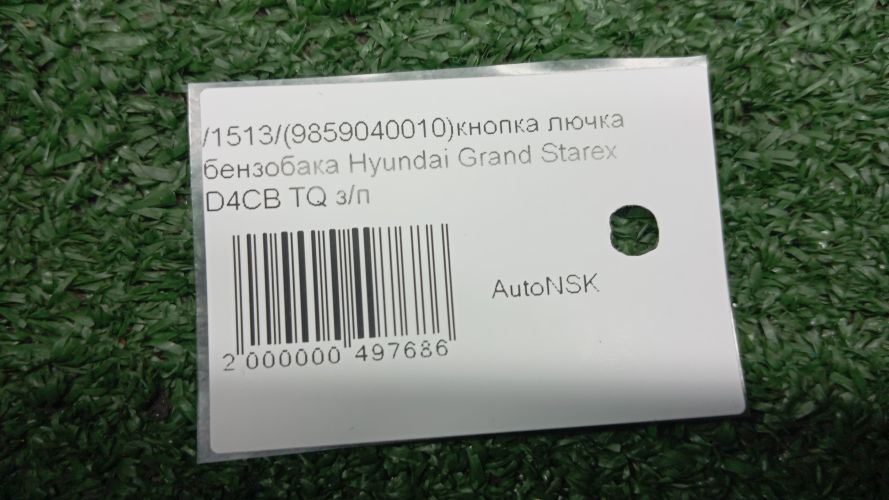 /1513/(9859040010)кнопка лючка
бензобака Hyundai Grand Starex
D4CB TQ з/п
AutoNSK
2 000000 497686